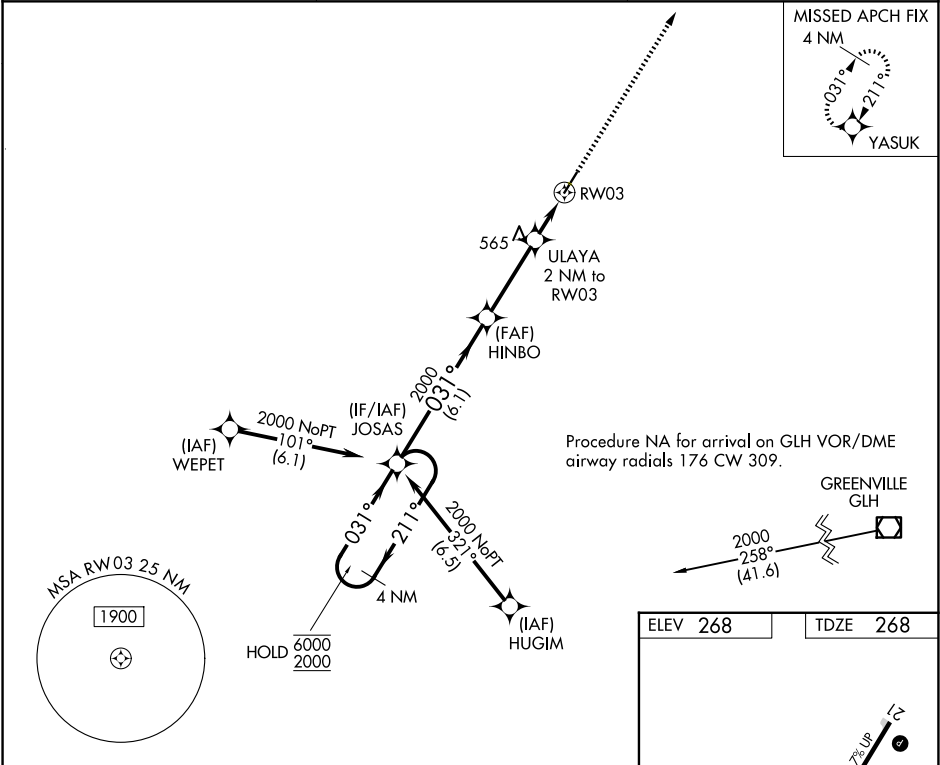 MISSED APCH FIX
4 NM
031°
211°
YASUK
RW03
565
ULAYA
2 NM to
RW03
(FAF)
HINBO
2000
031°
(6.1)
(IF/IAF)
JOSAS
2000 NoPT
101°
(6.1)
(IAF)
WEPET
Procedure NA for arrival on GLH VOR/DME
airway radials 176 CW 309.
GREENVILLE
GLH
2000
258°
(41.6)
031°
211°
2000 NoPT
321°
(6.5)
4 NM
(IAF)
HUGIM
HOLD 6000
2000
MSA RW03 25 NM
1900
ELEV 268
TDZE 268
21
7% UP
P